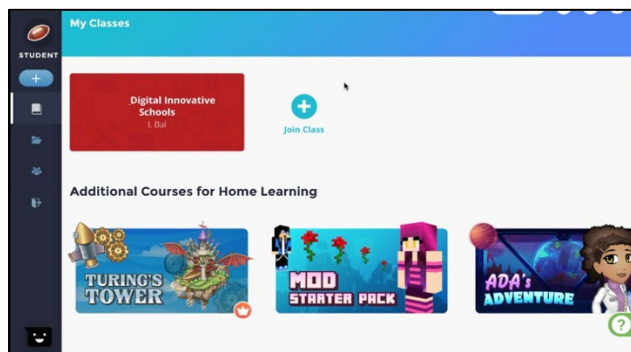 My Classes
STUDENT
Digital Innovative
Schools
I. Bal
Join Class
Additional Courses for Home Learning
TURING'S
TOWER
MOD
STARTER PACK
ADA's
ADVENTURE
?